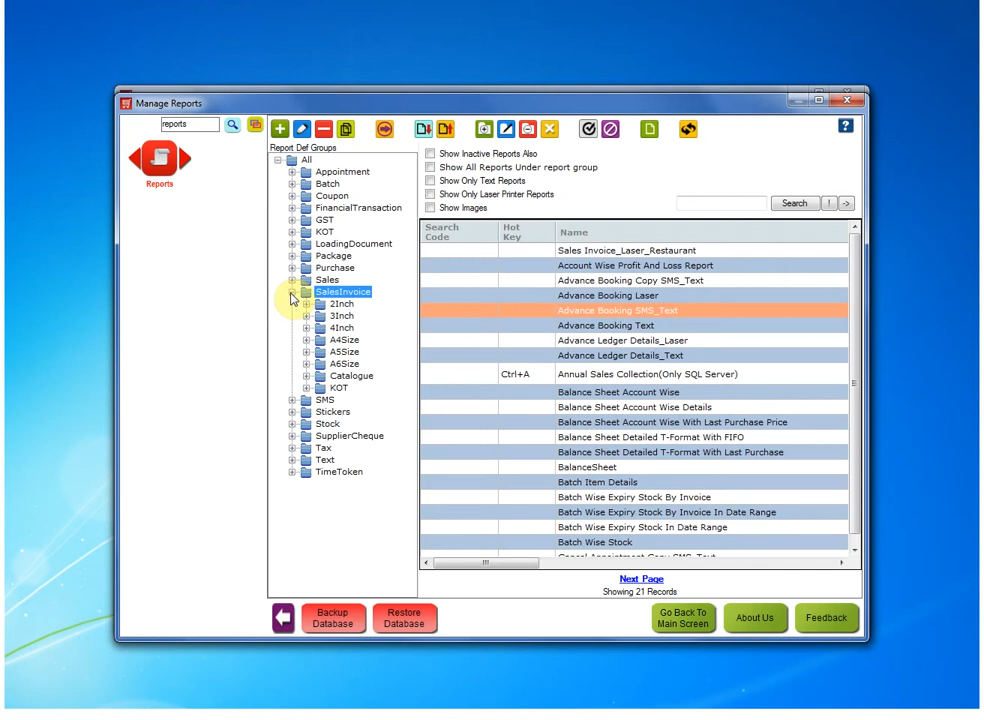 Manage Reports
reports
Reports
Report Def Groups
All
Appointment
Batch
Coupon
FinancialTransaction
GST
KOT
LoadingDocument
Package
Purchase
Sales
SalesInvoice
2Inch
3Inch
4Inch
A4Size
A5Size
A6Size
Catalogue
KOT
SMS
Stickers
Stock
SupplierCheque
Tax
Text
TimeToken
Show Inactive Reports Also
Show All Reports Under report group
Show Only Text Reports
Show Only Laser Printer Reports
Show Images
Search ! ->
Search Code Hot Key Name
Sales Invoice_Laser_Restaurant
Account Wise Profit And Loss Report
Advance Booking Copy SMS_Text
Advance Booking Laser
Advance Booking SMS_Text
Advance Booking Text
Advance Ledger Details_Laser
Advance Ledger Details_Text
Ctrl+A Annual Sales Collection(Only SQL Server)
Balance Sheet Account Wise
Balance Sheet Account Wise Details
Balance Sheet Account Wise With Last Purchase Price
Balance Sheet Detailed T-Format With FIFO
Balance Sheet Detailed T-Format With Last Purchase
BalanceSheet
Batch Item Details
Batch Wise Expiry Stock By Invoice
Batch Wise Expiry Stock By Invoice In Date Range
Batch Wise Expiry Stock In Date Range
Batch Wise Stock
Cancel Appointment Copy SMS_Text
Next Page
Showing 21 Records
Backup Database
Restore Database
Go Back To Main Screen
About Us
Feedback